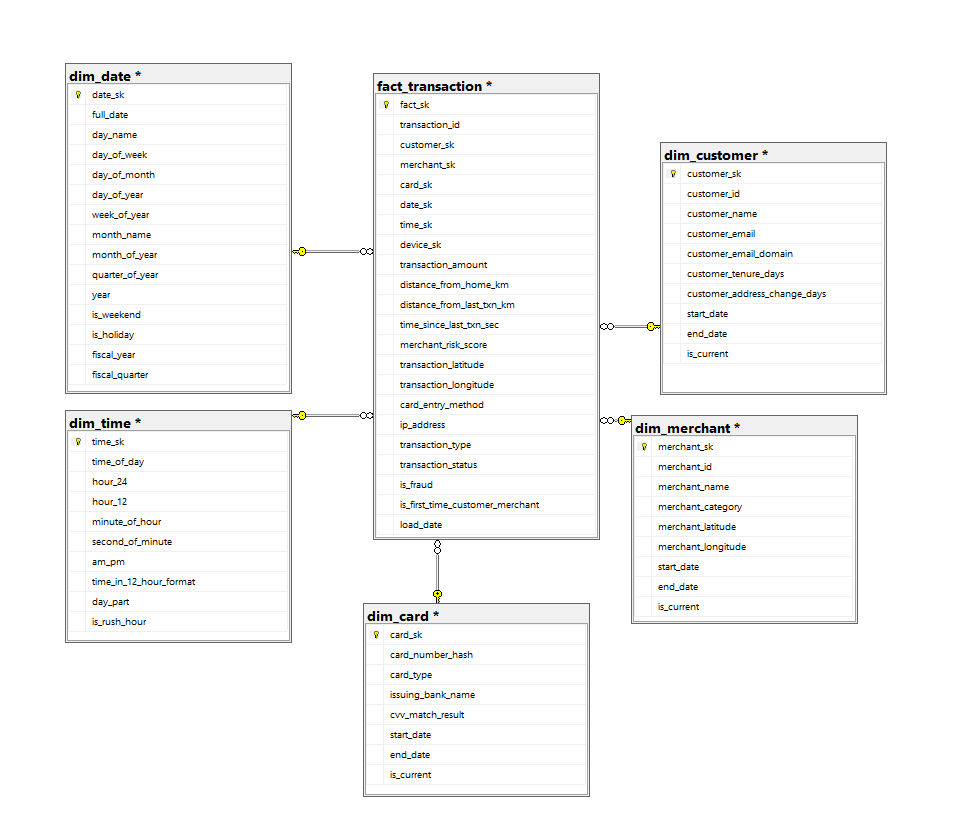 dim_date *
date_sk
full_date
day_name
day_of_week
day_of_month
day_of_year
week_of_year
month_name
month_of_year
quarter_of_year
year
is_weekend
is_holiday
fiscal_year
fiscal_quarter
dim_time *
time_sk
time_of_day
hour_24
hour_12
minute_of_hour
second_of_minute
am_pm
time_in_12_hour_format
day_part
is_rush_hour
fact_transaction *
fact_sk
transaction_id
customer_sk
merchant_sk
card_sk
date_sk
time_sk
device_sk
transaction_amount
distance_from_home_km
distance_from_last_txn_km
time_since_last_txn_sec
merchant_risk_score
transaction_latitude
transaction_longitude
card_entry_method
ip_address
transaction_type
transaction_status
is_fraud
is_first_time_customer_merchant
load_date
dim_card *
card_sk
card_number_hash
card_type
issuing_bank_name
cvv_match_result
start_date
end_date
is_current
dim_customer *
customer_sk
customer_id
customer_name
customer_email
customer_email_domain
customer_tenure_days
customer_address_change_days
start_date
end_date
is_current
dim_merchant *
merchant_sk
merchant_id
merchant_name
merchant_category
merchant_latitude
merchant_longitude
start_date
end_date
is_current